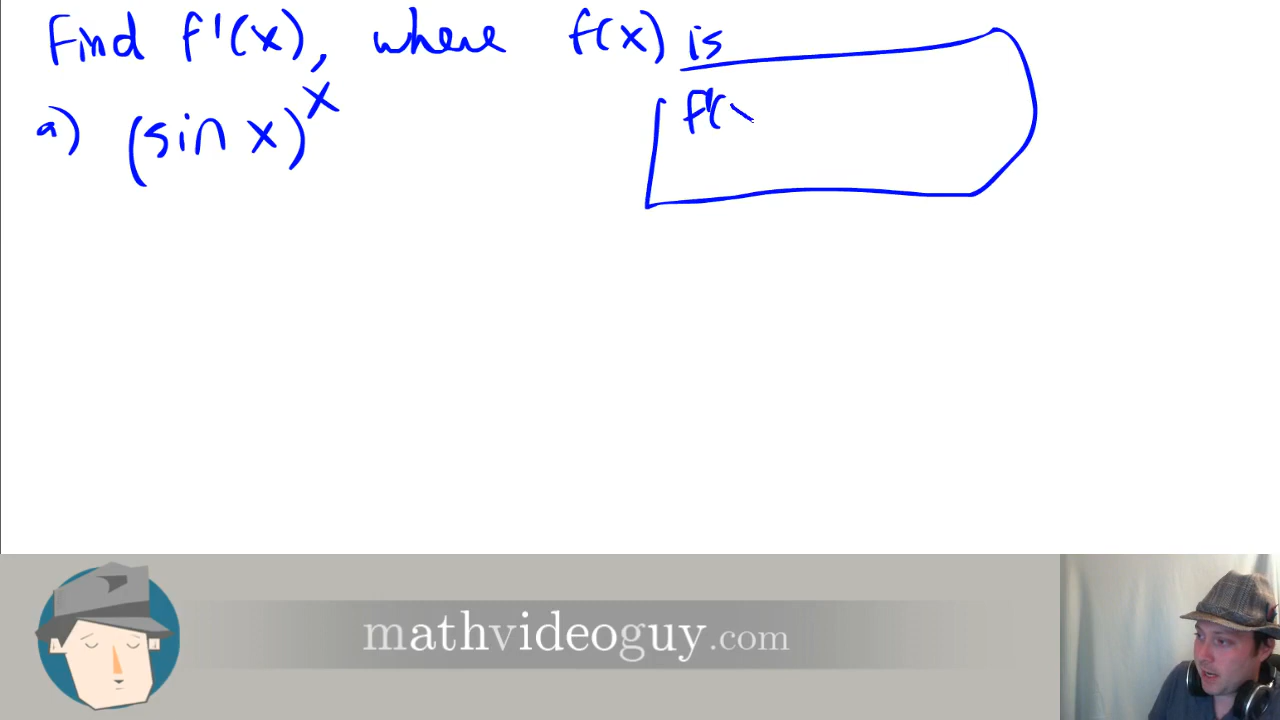 Find f'(x), where f(x) is
a) (sin x)^x
f'(x
mathvideoguy.com